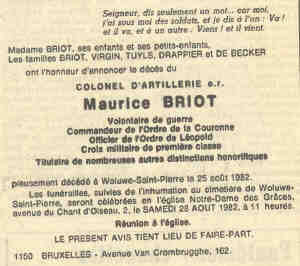 Seigneur, dis seulement un mot... car moi,
j'ai sous moi des soldats, et je dis à l'un : Va !
et il va, et à un autre : Viens ! et il vient.
Madame BRIOT, ses enfants et ses petits-enfants,
Les familles BRIOT, VIRGIN, TUYLS, DRAPPIER et DE BECKER
ont l'honneur d'annoncer le décès du
COLONEL D'ARTILLERIE e.r.
Maurice BRIOT
Volontaire de guerre
Commandeur de l'Ordre de la Couronne
Officier de l'Ordre de Léopold
Croix militaire de première classe
Titulaire de nombreuses autres distinctions honorifiques
pieusement décédé à Woluwe-Saint-Pierre le 25 août 1982.
Les funérailles, suivies de l'inhumation au cimetière de Woluwe-
Saint-Pierre, seront célébrées en l'église Notre-Dame des Grâces,
avenue du Chant d'Oiseau, 2, le SAMEDI 28 AOUT 1982, à 11 heures.
Réunion à l'église.
LE PRESENT AVIS TIENT LIEU DE FAIRE-PART.
1150 BRUXELLES - Avenue Van Crombrugghe, 162.